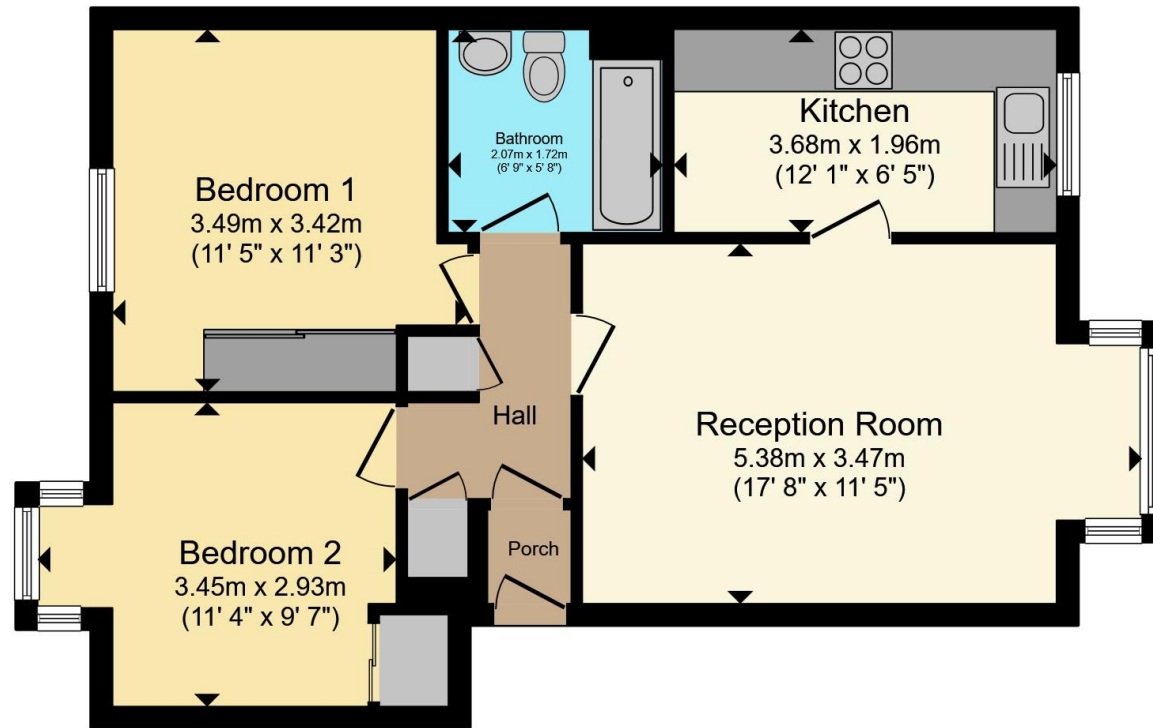 Bathroom
2.07m x 1.72m
(6' 9" x 5' 8")
Kitchen
3.68m x 1.96m
(12' 1" x 6' 5")
Bedroom 1
3.49m x 3.42m
(11' 5" x 11' 3")
Hall
Reception Room
5.38m x 3.47m
(17' 8" x 11' 5")
Bedroom 2
3.45m x 2.93m
(11' 4" x 9' 7")
Porch